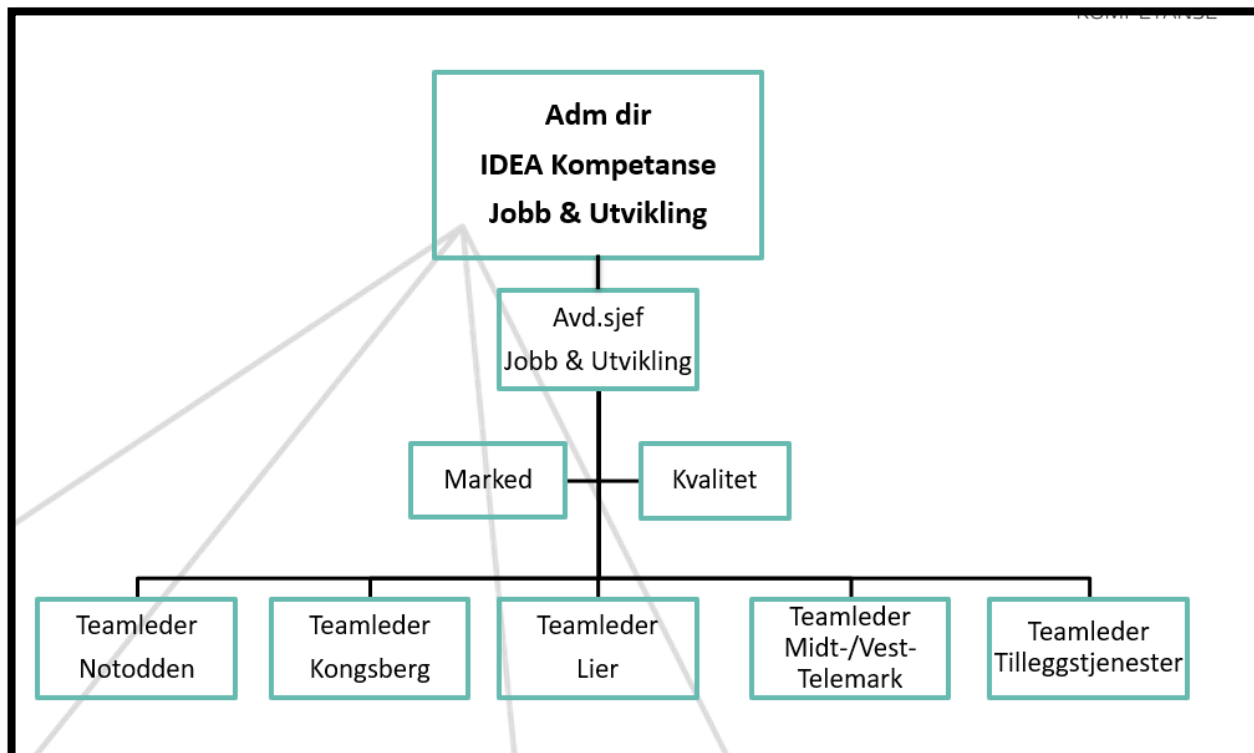 KOMPETANSE
Adm dir
IDEA Kompetanse
Jobb & Utvikling
Avd.sjef
Jobb & Utvikling
Marked
Kvalitet
Teamleder
Notodden
Teamleder
Kongsberg
Teamleder
Lier
Teamleder
Midt-/Vest-
Telemark
Teamleder
Tilleggstjenester